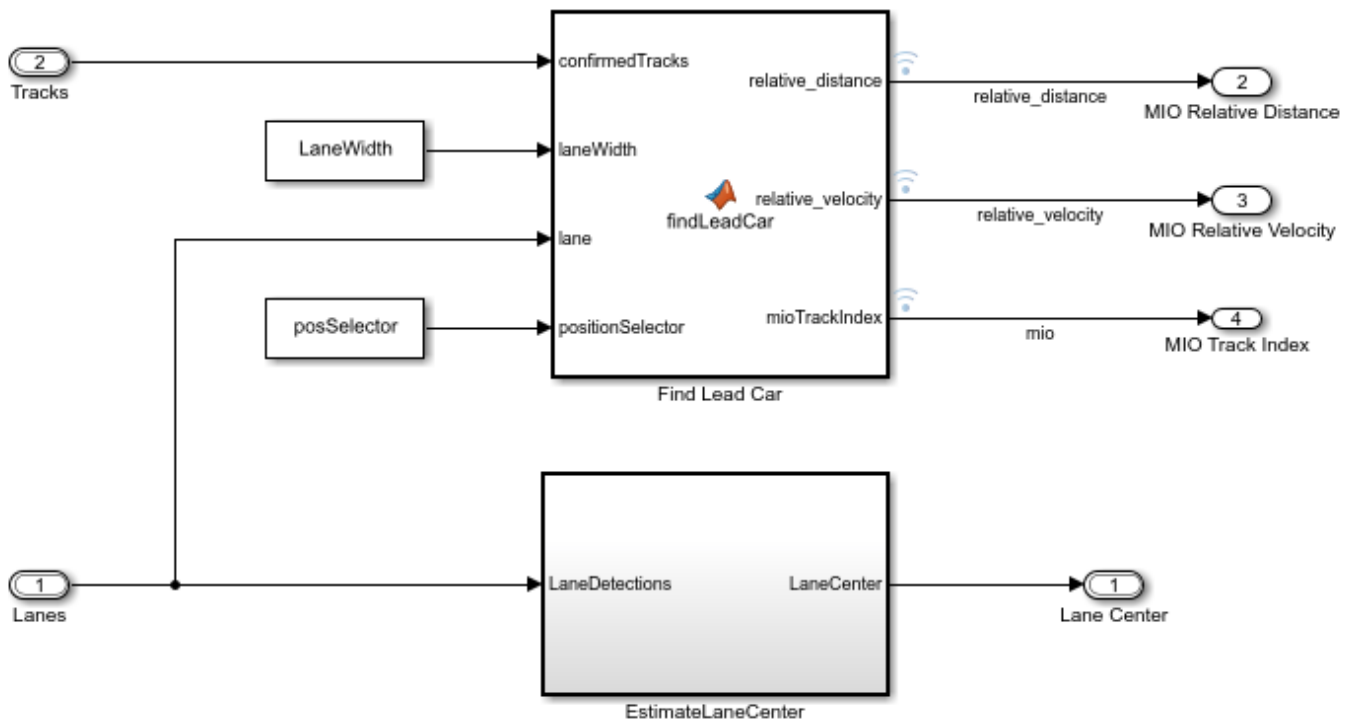 2
Tracks
confirmedTracks
relative_distance
relative_distance
2
MIO Relative Distance
LaneWidth
laneWidth
findLeadCar
relative_velocity
relative_velocity
3
MIO Relative Velocity
lane
posSelector
positionSelector
mioTrackIndex
mio
4
MIO Track Index
Find Lead Car
1
Lanes
LaneDetections
LaneCenter
1
Lane Center
EstimateLaneCenter